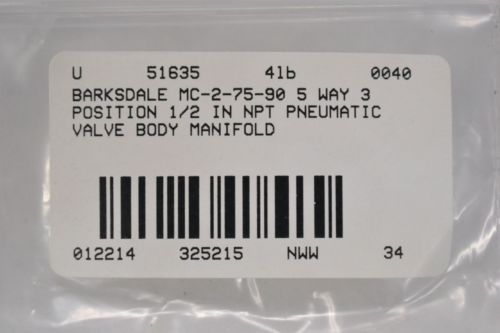 U 51635 4lb 0040
BARKSDALE MC-2-75-90 5 WAY 3
POSITION 1/2 IN NPT PNEUMATIC
VALVE BODY MANIFOLD
012214 325215 NWW 34